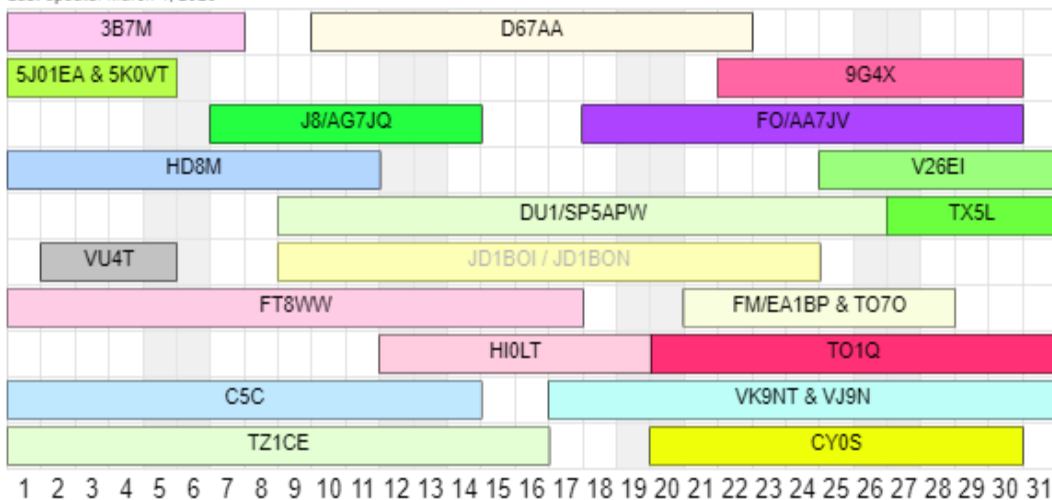 3B7M D67AA
5J01EA & 5K0VT 9G4X
J8/AG7JQ FO/AA7JV
HD8M V26EI
DU1/SP5APW TX5L
VU4T JD1BOI / JD1BON
FT8WW FM/EA1BP & TO7O
HI0LT TO1Q
C5C VK9NT & VJ9N
TZ1CE CY0S
1 2 3 4 5 6 7 8 9 10 11 12 13 14 15 16 17 18 19 20 21 22 23 24 25 26 27 28 29 30 31